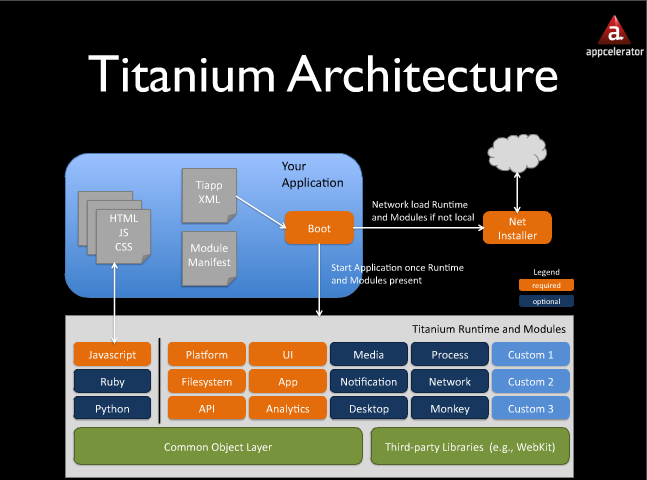 appcelerator
Titanium Architecture
Your
Application
Tiapp
XML
HTML
JS
CSS
Module
Manifest
Boot
Network load Runtime
and Modules if not local
Net
Installer
Start Application once Runtime
and Modules present
Legend
required
optional
Titanium Runtime and Modules
Javascript
Platform
UI
Media
Process
Custom 1
Ruby
Filesystem
App
Notification
Network
Custom 2
Python
API
Analytics
Desktop
Monkey
Custom 3
Common Object Layer
Third-party Libraries (e.g., WebKit)